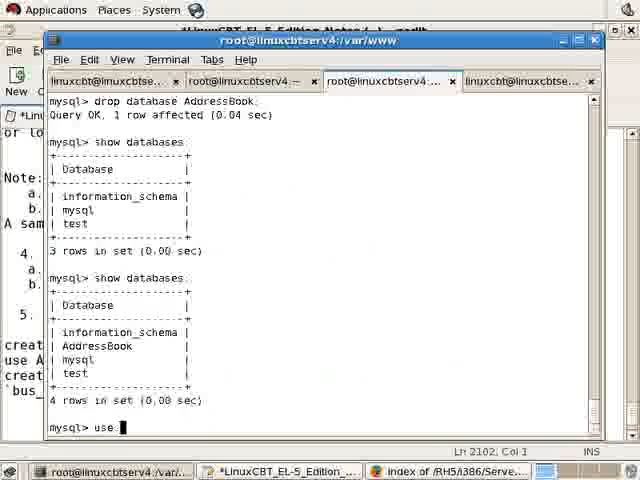 Applications Places System
File
root@linuxcbtserv4:/var/www
File Edit View Terminal Tabs Help
New
linuxcbt@linuxcbtse... root@linuxcbtserv4:~ root@linuxcbtserv4:... linuxcbt@linuxcbtse...
mysql> drop database AddressBook;
Query OK, 1 row affected (0.04 sec)
mysql> show databases;
+--------------------+
| Database |
+--------------------+
| information_schema |
| mysql |
| test |
+--------------------+
3 rows in set (0.00 sec)
mysql> show databases;
+--------------------+
| Database |
+--------------------+
| information_schema |
| AddressBook |
| mysql |
| test |
+--------------------+
4 rows in set (0.00 sec)
mysql> use
or lo
Note:
a.
b.
A sam
4.
a.
b.
5.
creat
use A
creat
`bus_
Ln 2102, Col 1 INS
root@linuxcbtserv4:/var/... *LinuxCBT_EL-5_Edition_... Index of /RH5/i386/Serve...